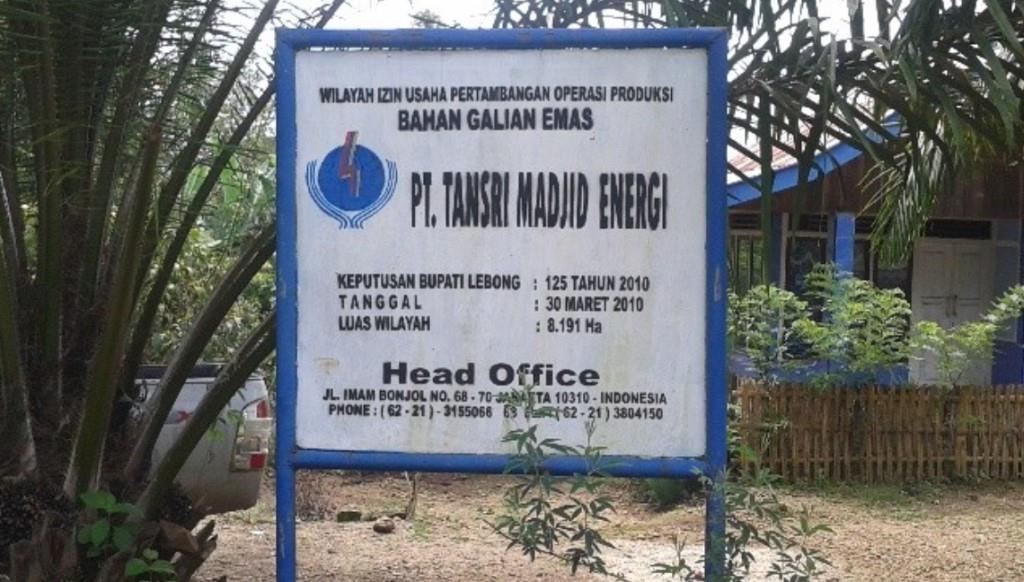 WILAYAH IZIN USAHA PERTAMBANGAN OPERASI PRODUKSI
BAHAN GALIAN EMAS
PT. TANSRI MADJID ENERGI
KEPUTUSAN BUPATI LEBONG : 125 TAHUN 2010
TANGGAL : 30 MARET 2010
LUAS WILAYAH : 8.191 Ha
Head Office
JL. IMAM BONJOL NO. 68 - 70 JAKARTA 10310 - INDONESIA
PHONE : ( 62 - 21 ) - 3155066 ( 62 - 21 ) 3804150